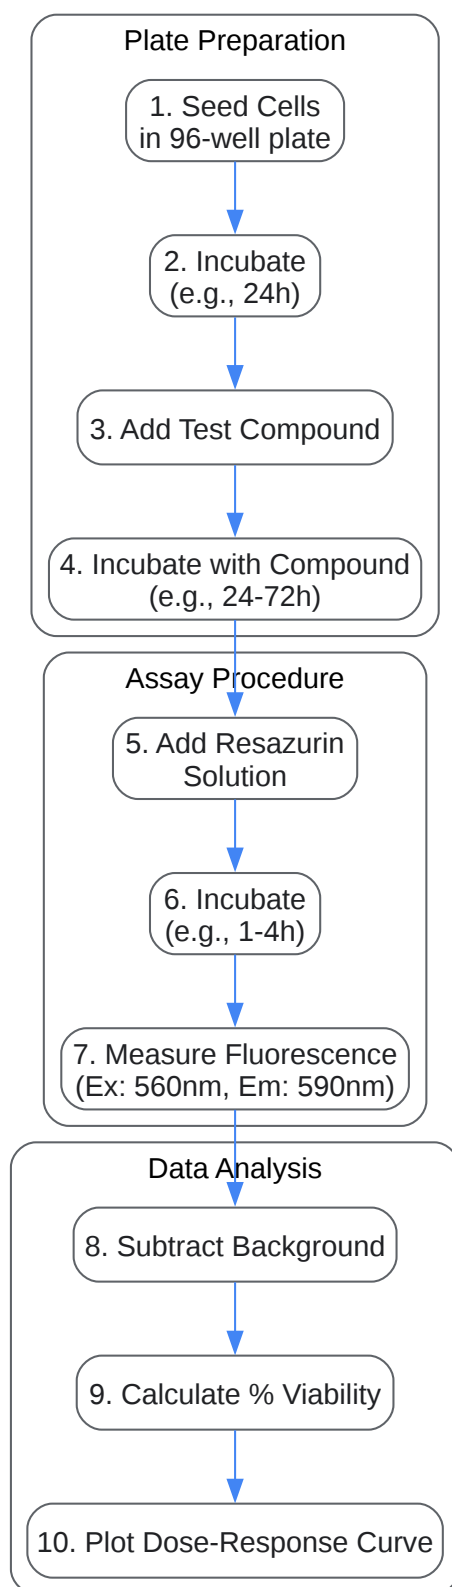 Plate Preparation
1. Seed Cells
in 96-well plate
2. Incubate
(e.g., 24h)
3. Add Test Compound
4. Incubate with Compound
(e.g., 24-72h)
Assay Procedure
5. Add Resazurin
Solution
6. Incubate
(e.g., 1-4h)
7. Measure Fluorescence
(Ex: 560nm, Em: 590nm)
Data Analysis
8. Subtract Background
9. Calculate % Viability
10. Plot Dose-Response Curve